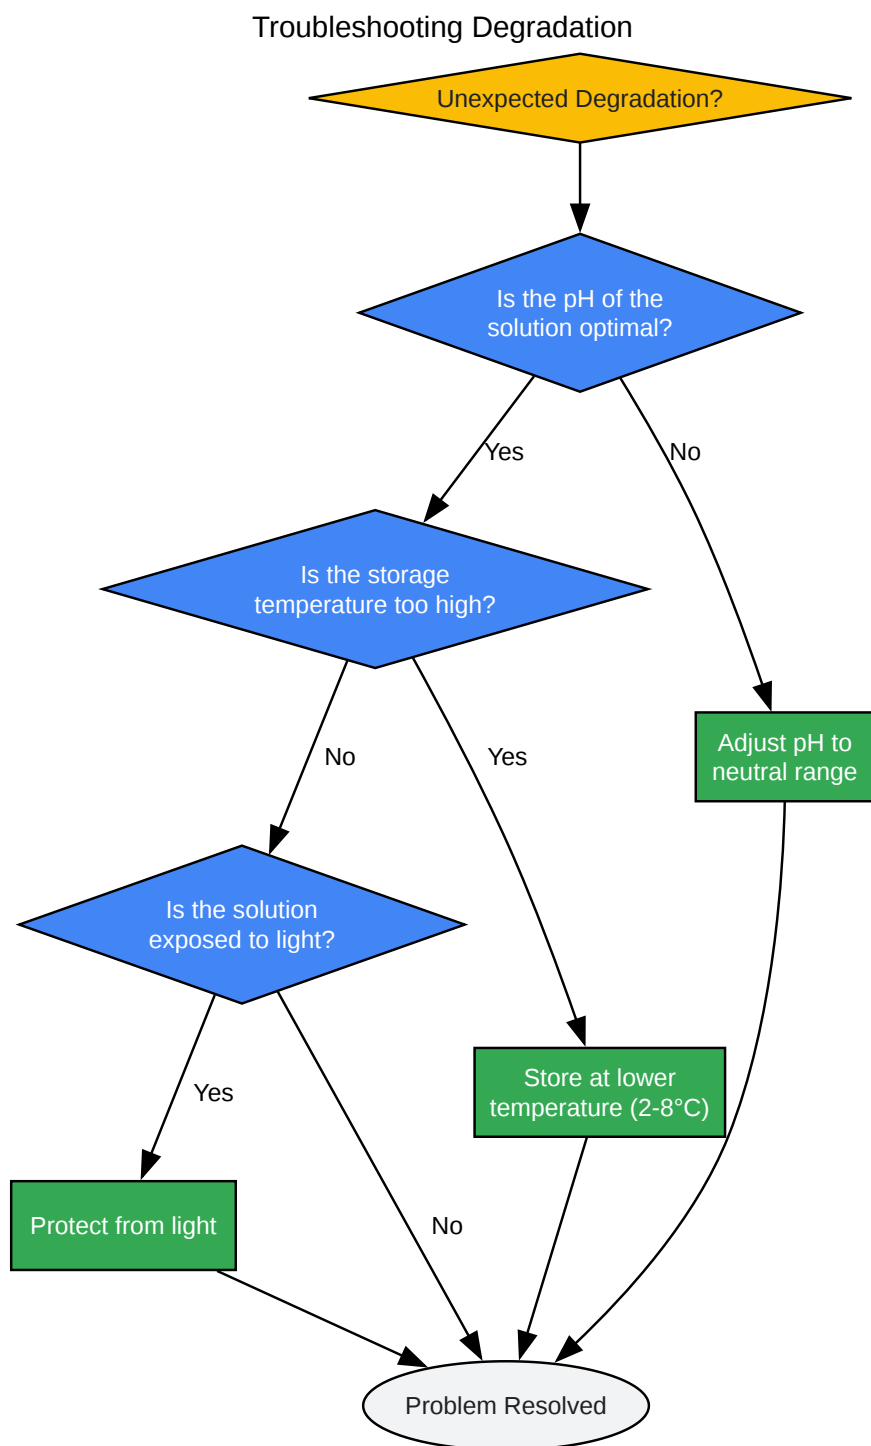 Troubleshooting Degradation
Unexpected Degradation?
Is the pH of the
solution optimal?
Yes
No
Is the storage
temperature too high?
No
Yes
Adjust pH to
neutral range
Is the solution
exposed to light?
Yes
No
Store at lower
temperature (2-8°C)
Protect from light
Problem Resolved